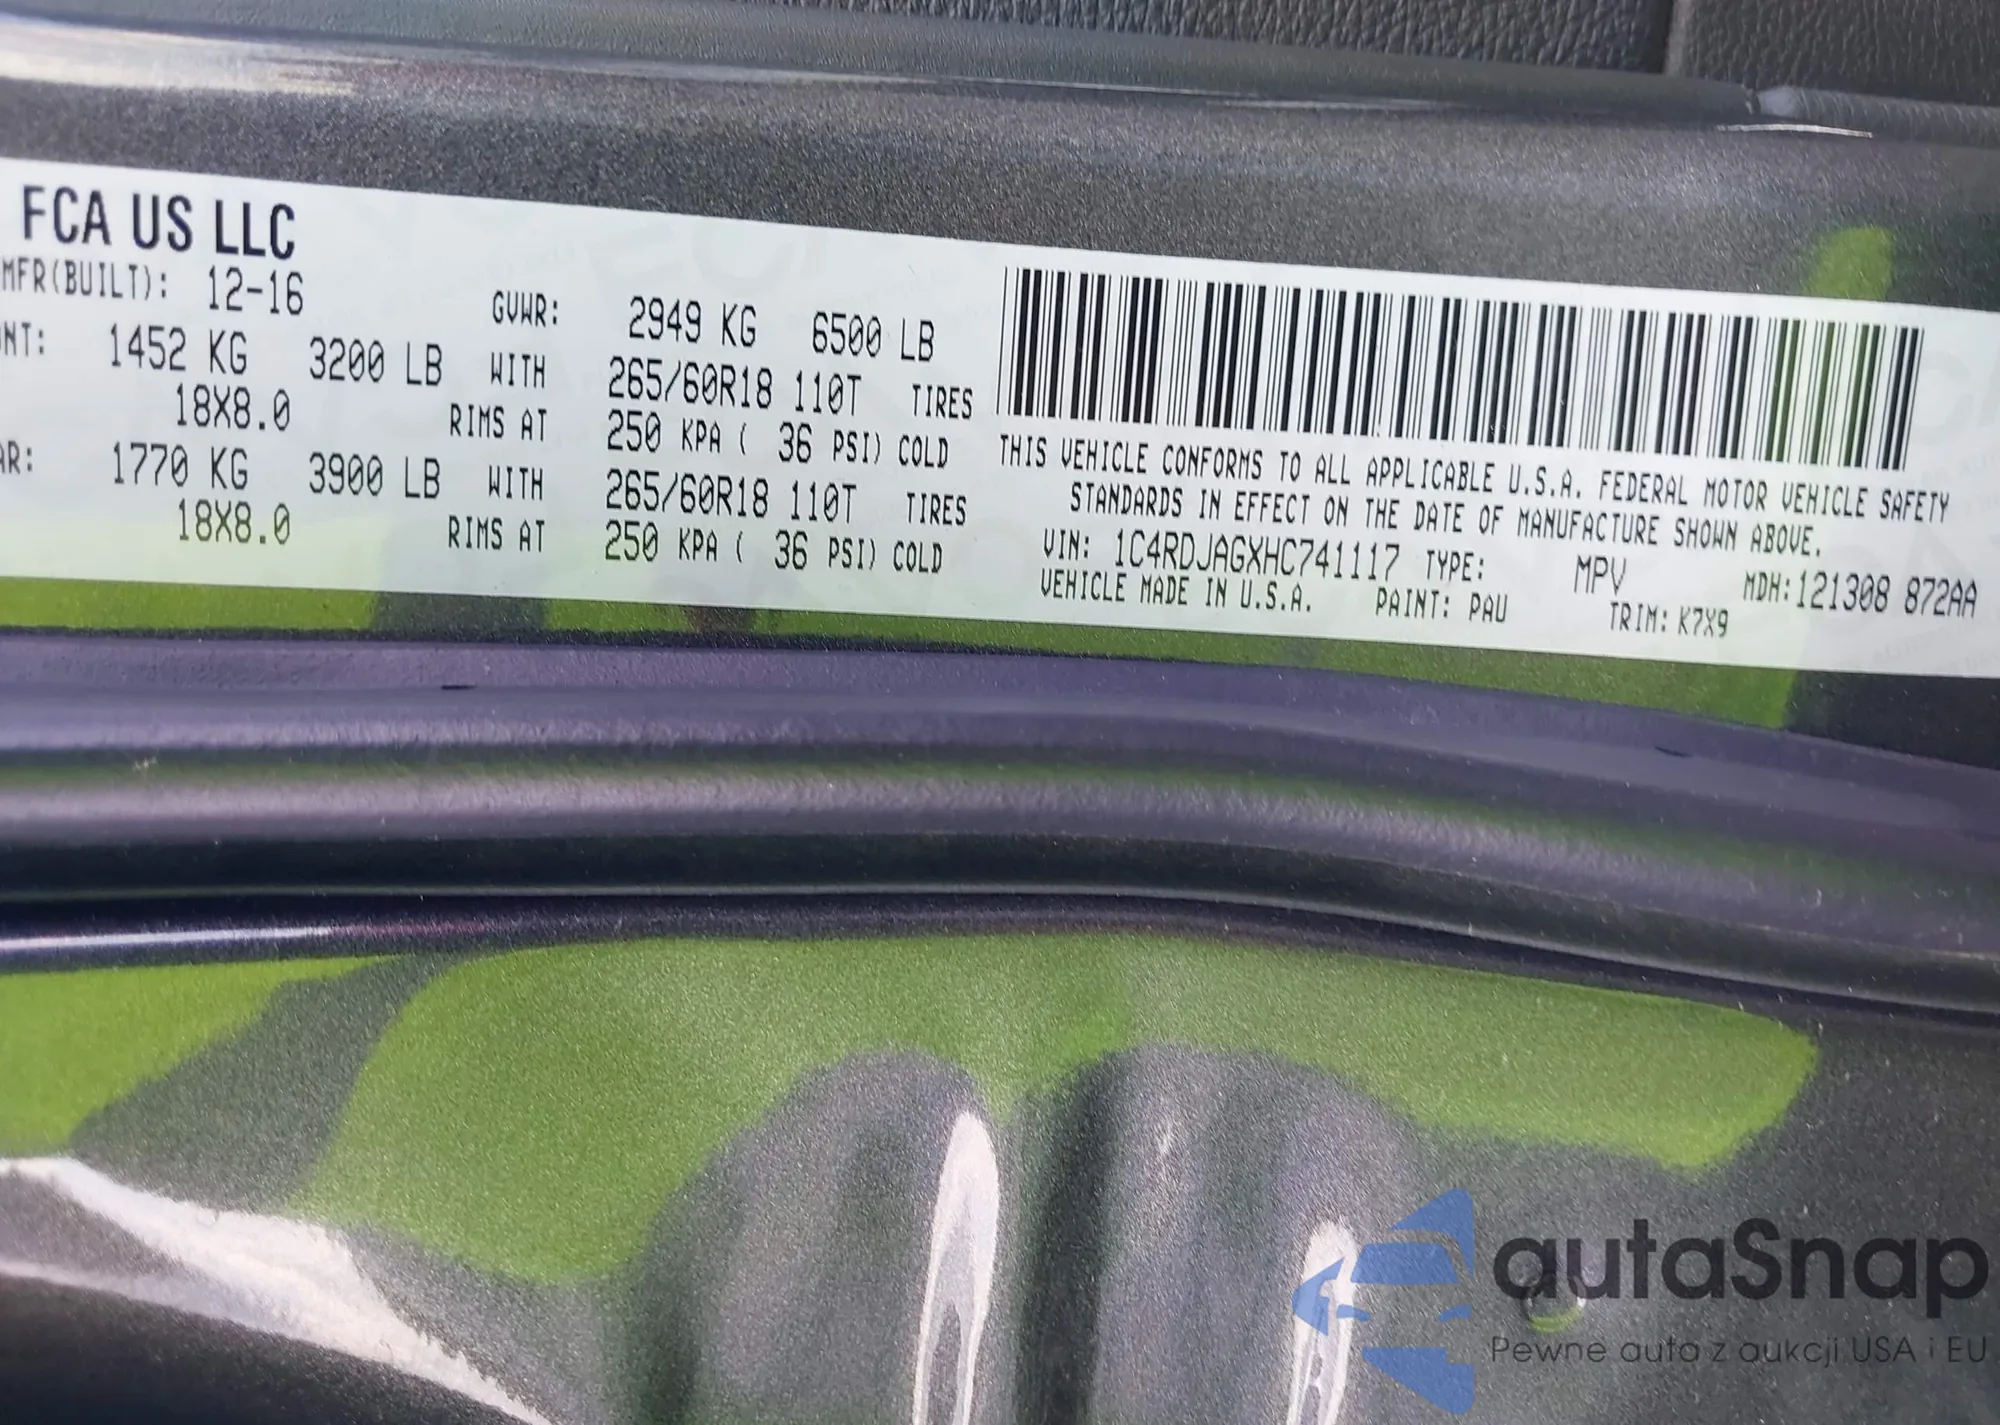 FCA US LLC
MFR(BUILT): 12-16 GVWR: 2949 KG 6500 LB
NT: 1452 KG 3200 LB WITH 265/60R18 110T TIRES
18X8.0 RIMS AT 250 KPA ( 36 PSI) COLD
AR: 1770 KG 3900 LB WITH 265/60R18 110T TIRES
18X8.0 RIMS AT 250 KPA ( 36 PSI) COLD
THIS VEHICLE CONFORMS TO ALL APPLICABLE U.S.A. FEDERAL MOTOR VEHICLE SAFETY
STANDARDS IN EFFECT ON THE DATE OF MANUFACTURE SHOWN ABOVE.
VIN: 1C4RDJAGXHC741117 TYPE: MPV MDH:121308 872AA
VEHICLE MADE IN U.S.A. PAINT: PAU TRIM: K7X9
autaSnap
Pewne auta z aukcji USA i EU